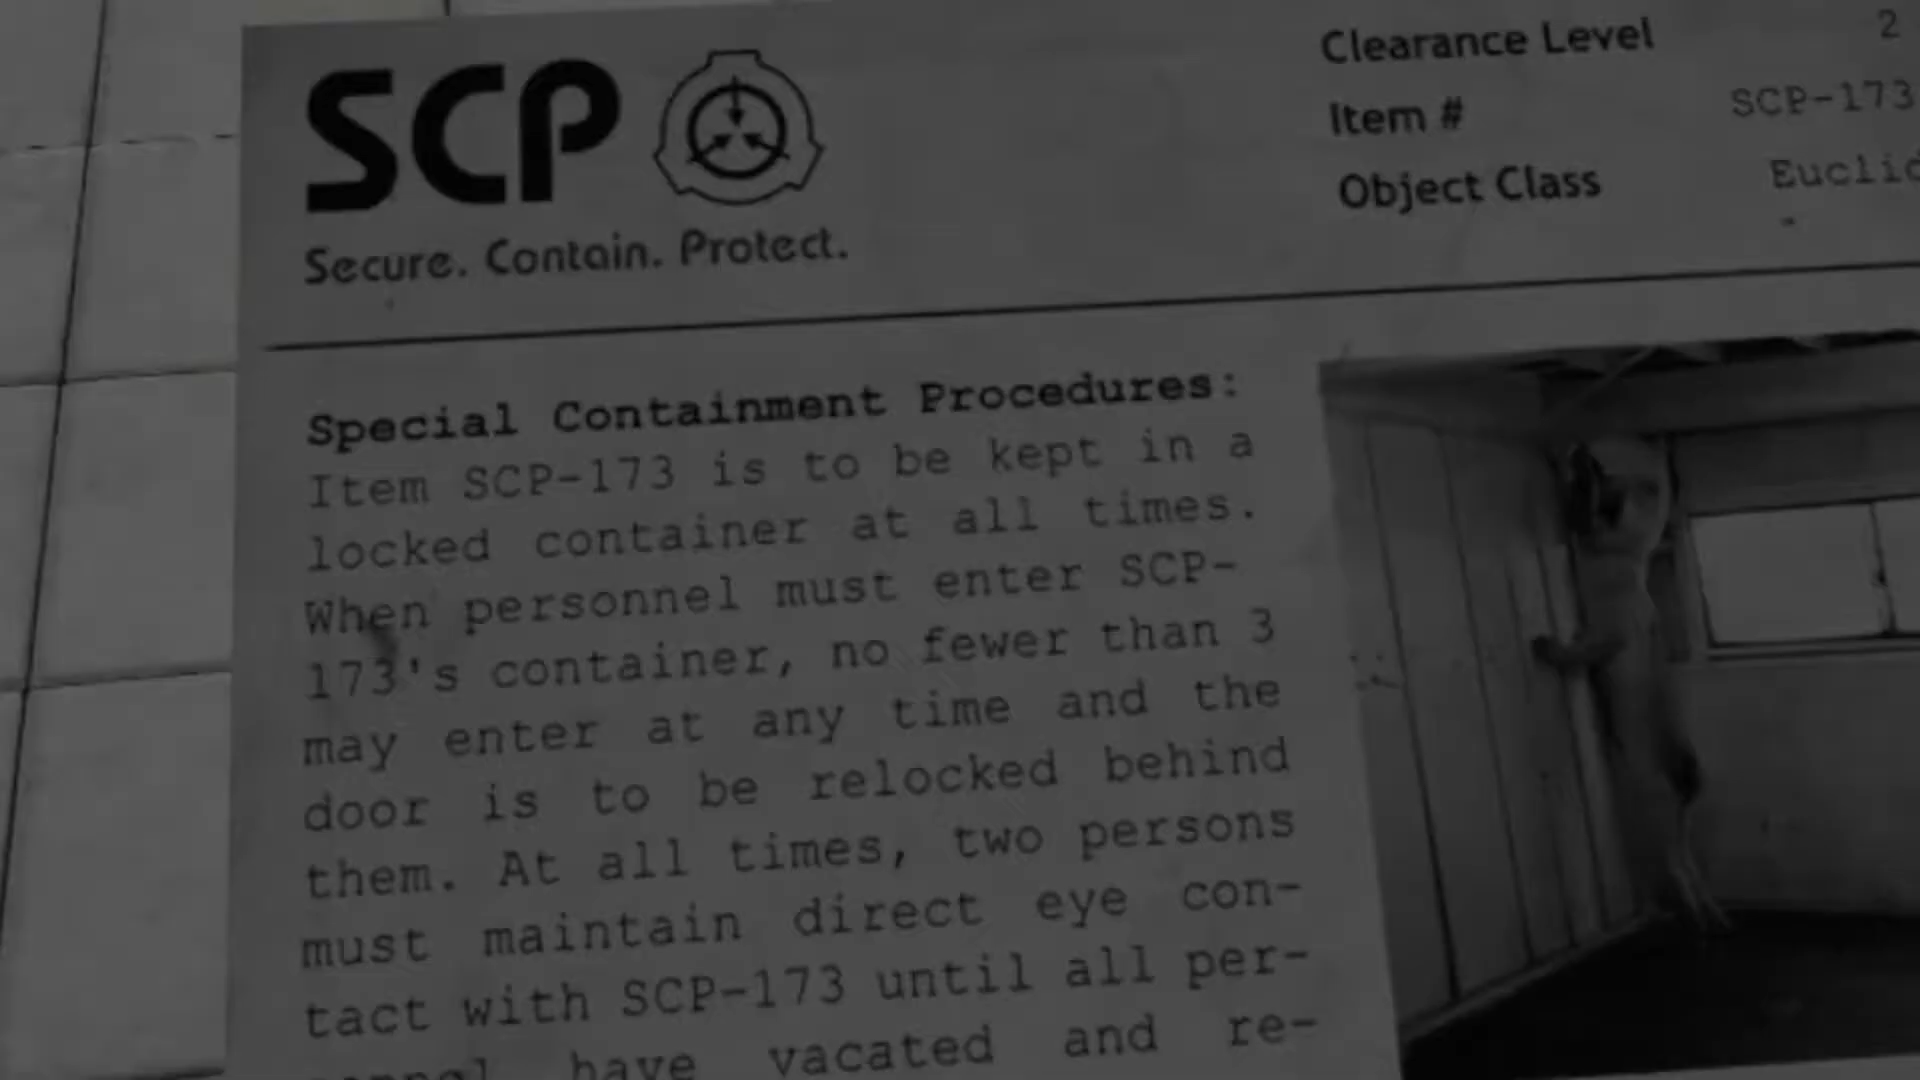 SCP
Secure. Contain. Protect.
Clearance Level 2
Item # SCP-173
Object Class Euclid
Special Containment Procedures:
Item SCP-173 is to be kept in a
locked container at all times.
When personnel must enter SCP-
173's container, no fewer than 3
may enter at any time and the
door is to be relocked behind
them. At all times, two persons
must maintain direct eye con-
tact with SCP-173 until all per-
have vacated and re-